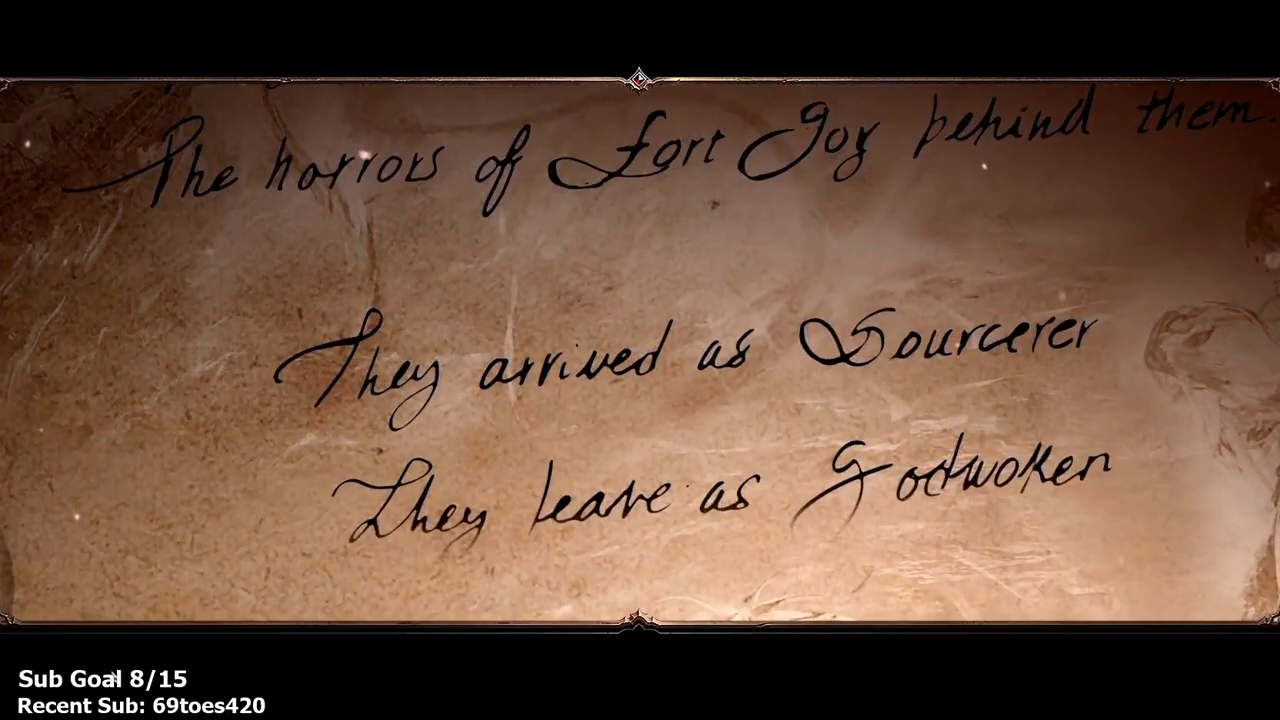 The horrors of Fort Joy behind them.
They arrived as Sourcerer
They leave as Godwoken
Sub Goal 8/15
Recent Sub: 69toes420